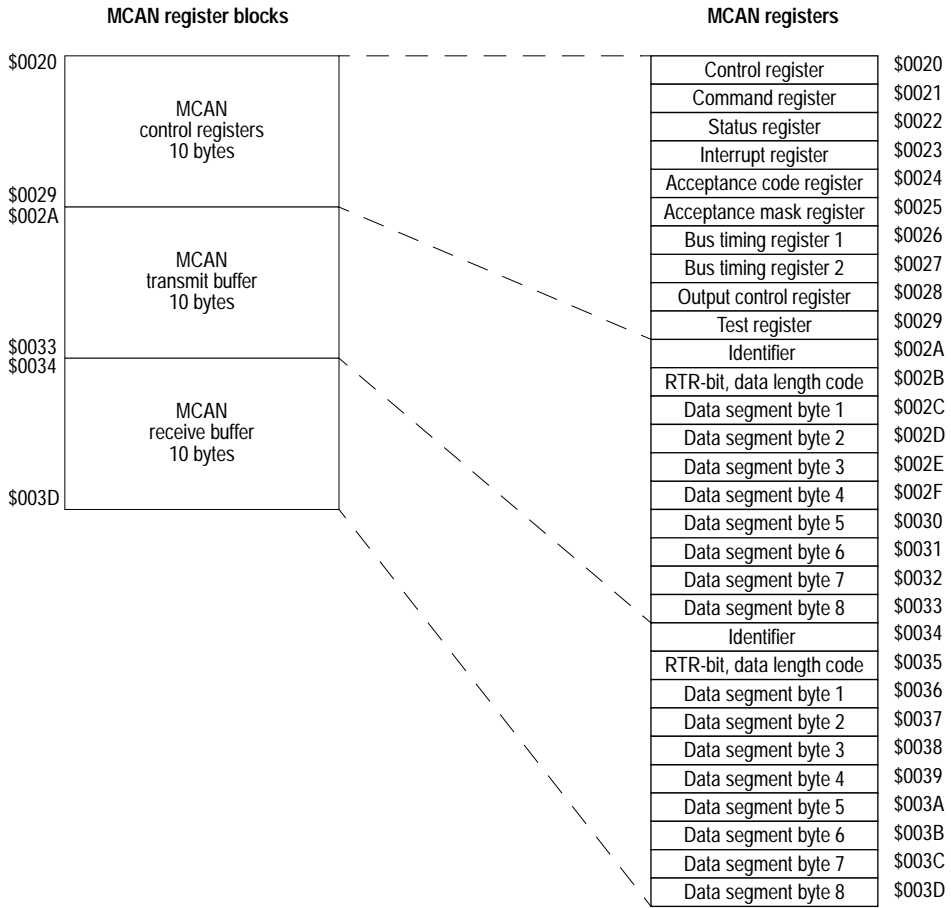 MCAN register blocks
$0020
MCAN
control registers
10 bytes
$0029
$002A
MCAN
transmit buffer
10 bytes
$0033
$0034
MCAN
receive buffer
10 bytes
$003D
MCAN registers
Control register $0020
Command register $0021
Status register $0022
Interrupt register $0023
Acceptance code register $0024
Acceptance mask register $0025
Bus timing register 1 $0026
Bus timing register 2 $0027
Output control register $0028
Test register $0029
Identifier $002A
RTR-bit, data length code $002B
Data segment byte 1 $002C
Data segment byte 2 $002D
Data segment byte 3 $002E
Data segment byte 4 $002F
Data segment byte 5 $0030
Data segment byte 6 $0031
Data segment byte 7 $0032
Data segment byte 8 $0033
Identifier $0034
RTR-bit, data length code $0035
Data segment byte 1 $0036
Data segment byte 2 $0037
Data segment byte 3 $0038
Data segment byte 4 $0039
Data segment byte 5 $003A
Data segment byte 6 $003B
Data segment byte 7 $003C
Data segment byte 8 $003D